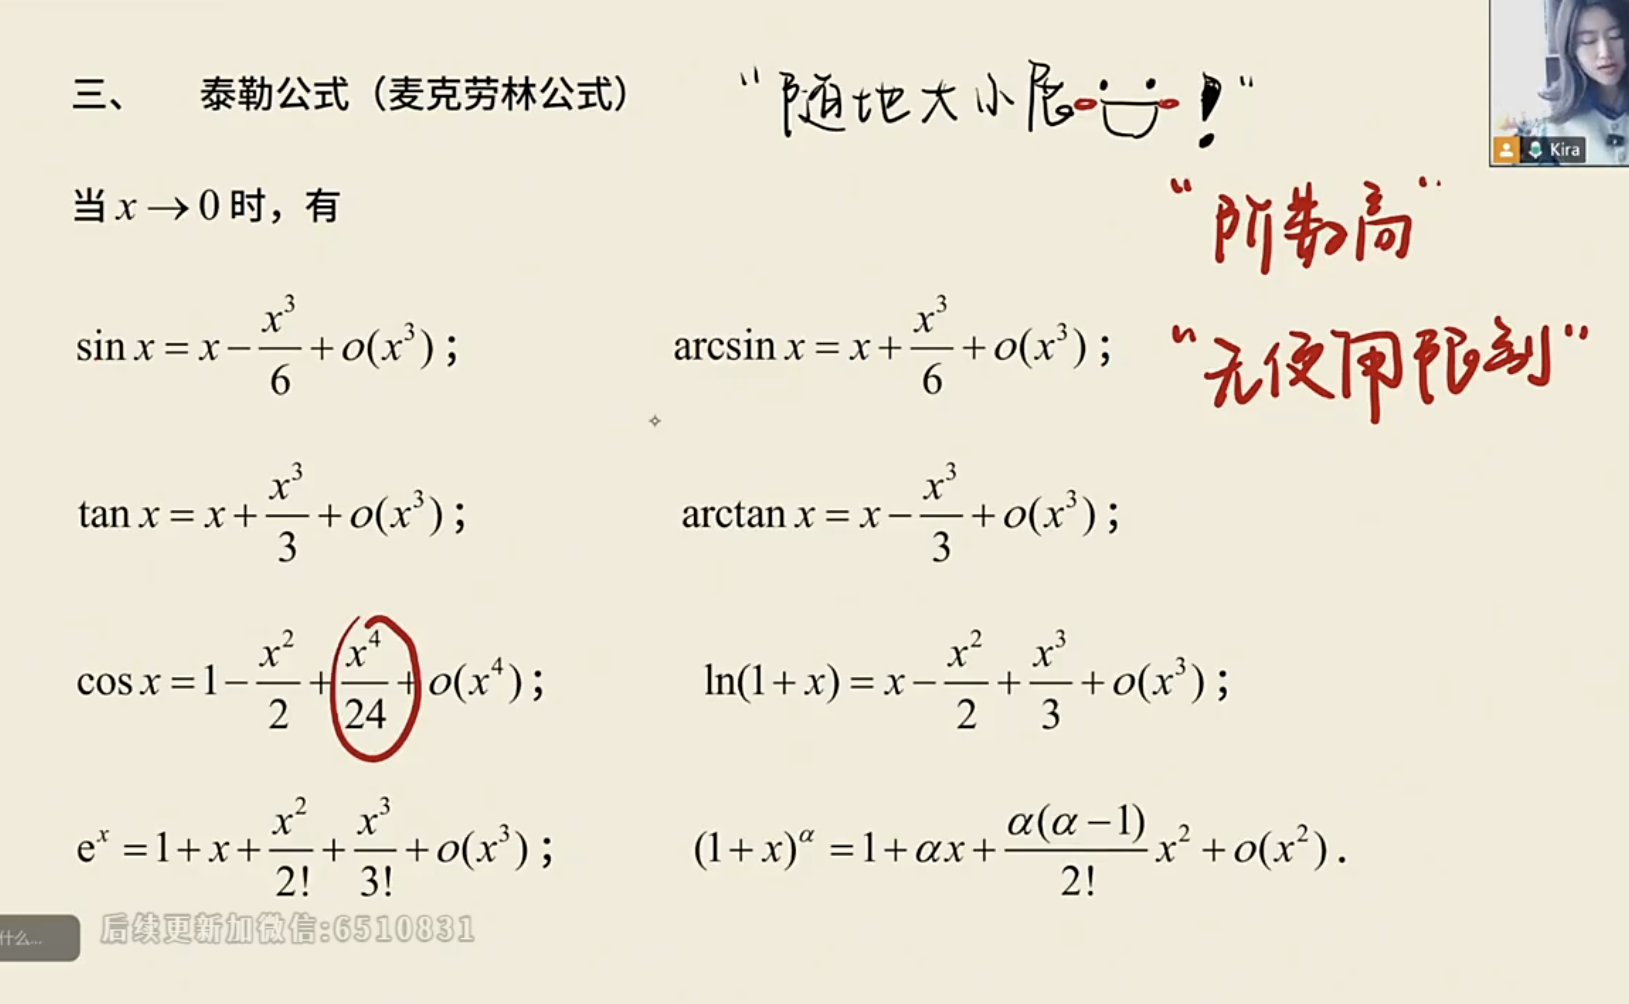 三、 泰勒公式（麦克劳林公式）
“随地大小展！”
Kira
当 x → 0 时，有
“阶数高”
sin x = x − x³/6 + o(x³)；
arcsin x = x + x³/6 + o(x³)；
“无使用限制”
tan x = x + x³/3 + o(x³)；
arctan x = x − x³/3 + o(x³)；
cos x = 1 − x²/2 + x⁴/24 + o(x⁴)；
ln(1 + x) = x − x²/2 + x³/3 + o(x³)；
eˣ = 1 + x + x²/2! + x³/3! + o(x³)；
(1 + x)^α = 1 + αx + α(α − 1)/2! x² + o(x²)．
后续更新加微信:6510831
什么...